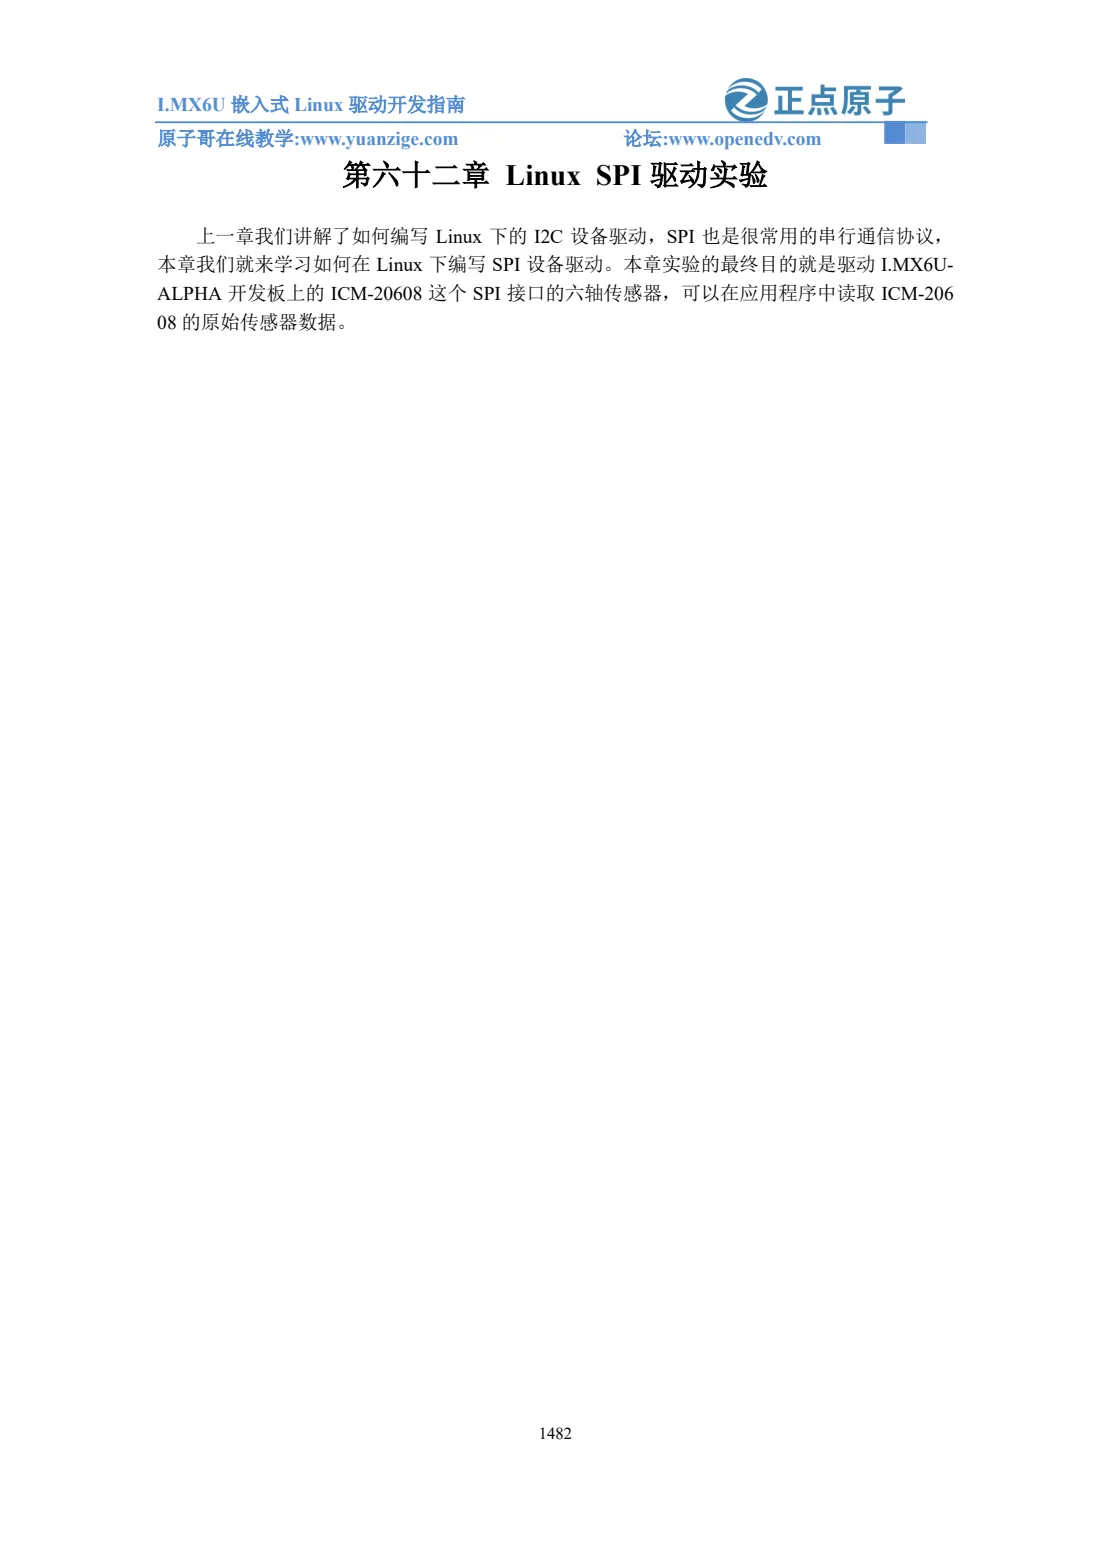 I.MX6U 嵌入式 Linux 驱动开发指南
正点原子
原子哥在线教学:www.yuanzige.com 论坛:www.openedv.com
第六十二章 Linux SPI 驱动实验
上一章我们讲解了如何编写 Linux 下的 I2C 设备驱动，SPI 也是很常用的串行通信协议，
本章我们就来学习如何在 Linux 下编写 SPI 设备驱动。本章实验的最终目的就是驱动 I.MX6U-
ALPHA 开发板上的 ICM-20608 这个 SPI 接口的六轴传感器，可以在应用程序中读取 ICM-206
08 的原始传感器数据。
1482